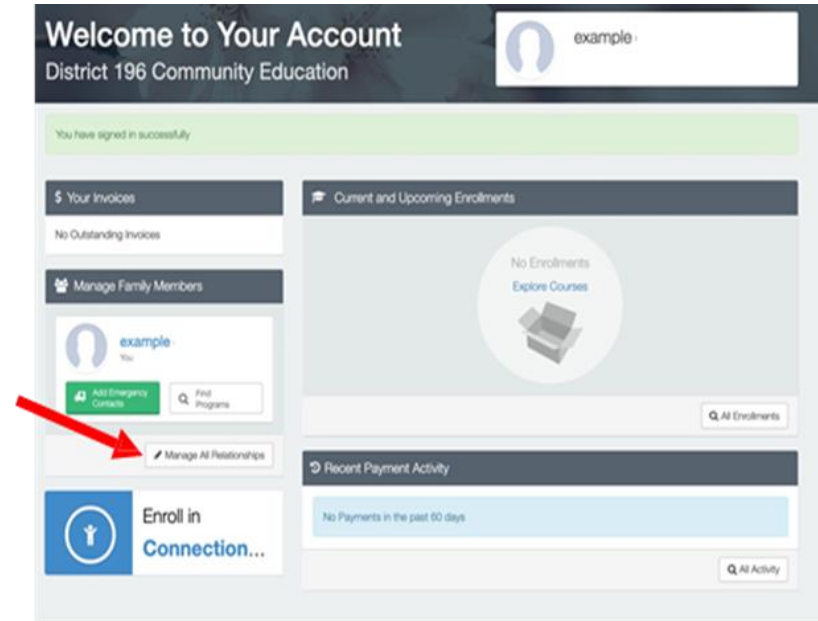 Welcome to Your Account
District 196 Community Education
example
You have signed in successfully
$ Your Invoices
No Outstanding Invoices
Manage Family Members
example
You
Add Emergency
Contacts
Find
Programs
Manage All Relationships
Enroll in
Connection...
Current and Upcoming Enrollments
No Enrollments
Explore Courses
All Enrollments
Recent Payment Activity
No Payments in the past 60 days
All Activity